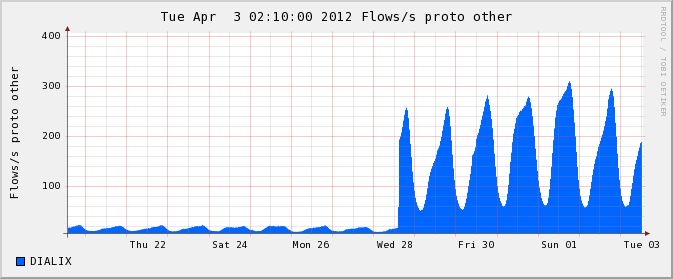 Tue Apr  3 02:10:00 2012 Flows/s proto other
RRDTOOL / TOBI OETIKER
Flows/s proto other
400
300
200
100
Thu 22 Sat 24 Mon 26 Wed 28 Fri 30 Sun 01 Tue 03
DIALIX